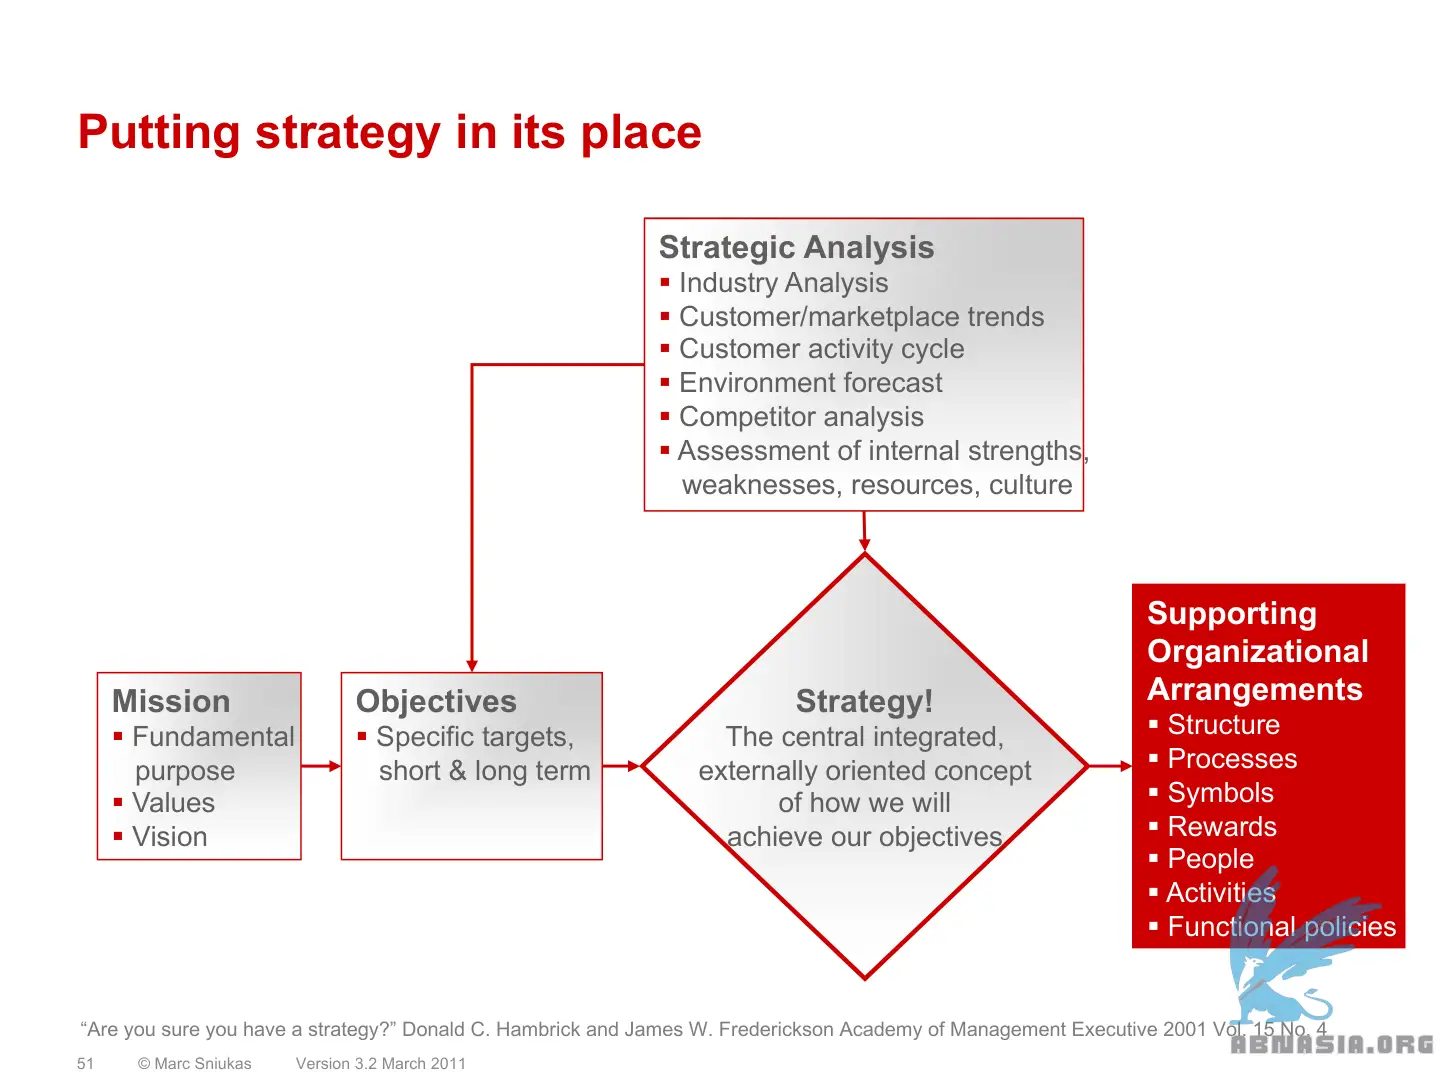 Putting strategy in its place
Strategic Analysis
▪ Industry Analysis
▪ Customer/marketplace trends
▪ Customer activity cycle
▪ Environment forecast
▪ Competitor analysis
▪ Assessment of internal strengths,
weaknesses, resources, culture
Mission
▪ Fundamental
purpose
▪ Values
▪ Vision
Objectives
▪ Specific targets,
short & long term
Strategy!
The central integrated,
externally oriented concept
of how we will
achieve our objectives
Supporting
Organizational
Arrangements
▪ Structure
▪ Processes
▪ Symbols
▪ Rewards
▪ People
▪ Activities
▪ Functional policies
“Are you sure you have a strategy?” Donald C. Hambrick and James W. Frederickson Academy of Management Executive 2001 Vol. 15 No. 4
51 © Marc Sniukas Version 3.2 March 2011
ABNASIA.ORG